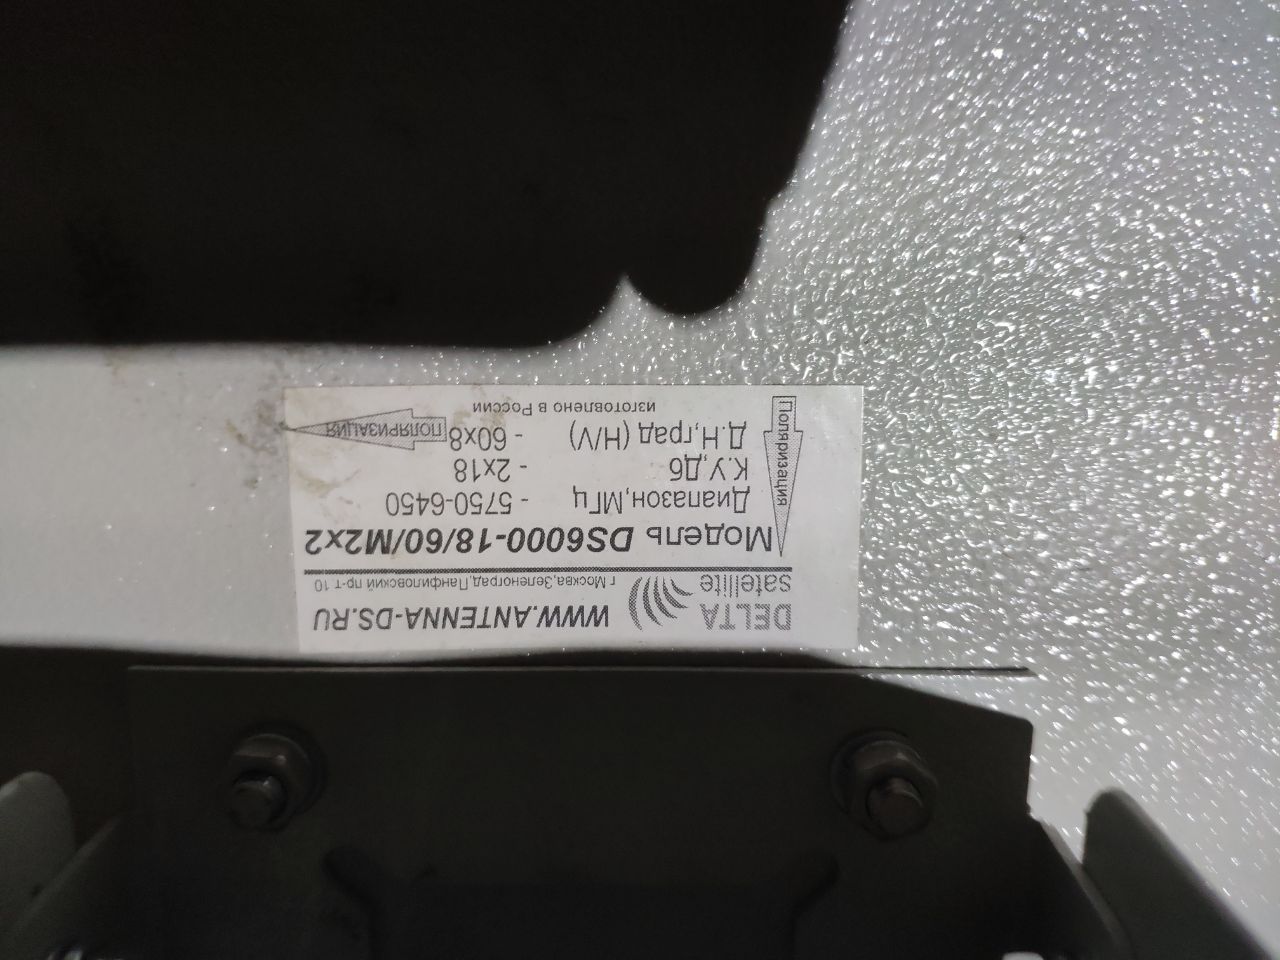 DELTA
satellite
WWW.ANTENNA-DS.RU
г Москва,Зеленоград,Панфиловский пр-т 10
Модель DS6000-18/60/M2x2
Диапазон,МГц - 5750-6450
К.У,Дб - 2x18
Д.Н,град (H/V) - 60x8
изготовлено в России
Поляризация
ПОЛЯРИЗАЦИЯ